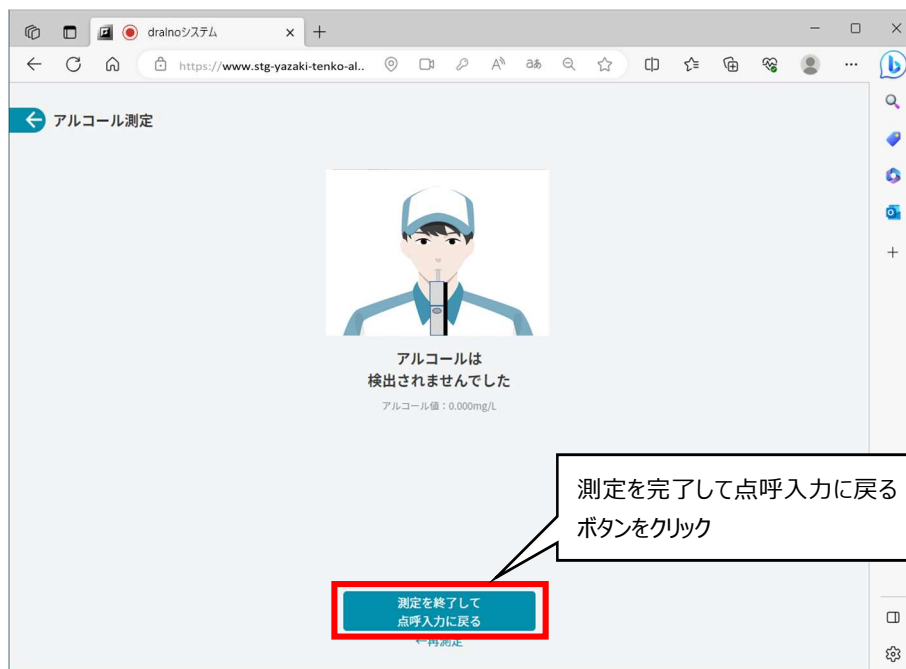 dralnoシステム
https://www.stg-yazaki-tenko-al..
アルコール測定
アルコールは
検出されませんでした
アルコール値：0.000mg/L
測定を完了して点呼入力に戻る
ボタンをクリック
測定を終了して
点呼入力に戻る
←再測定